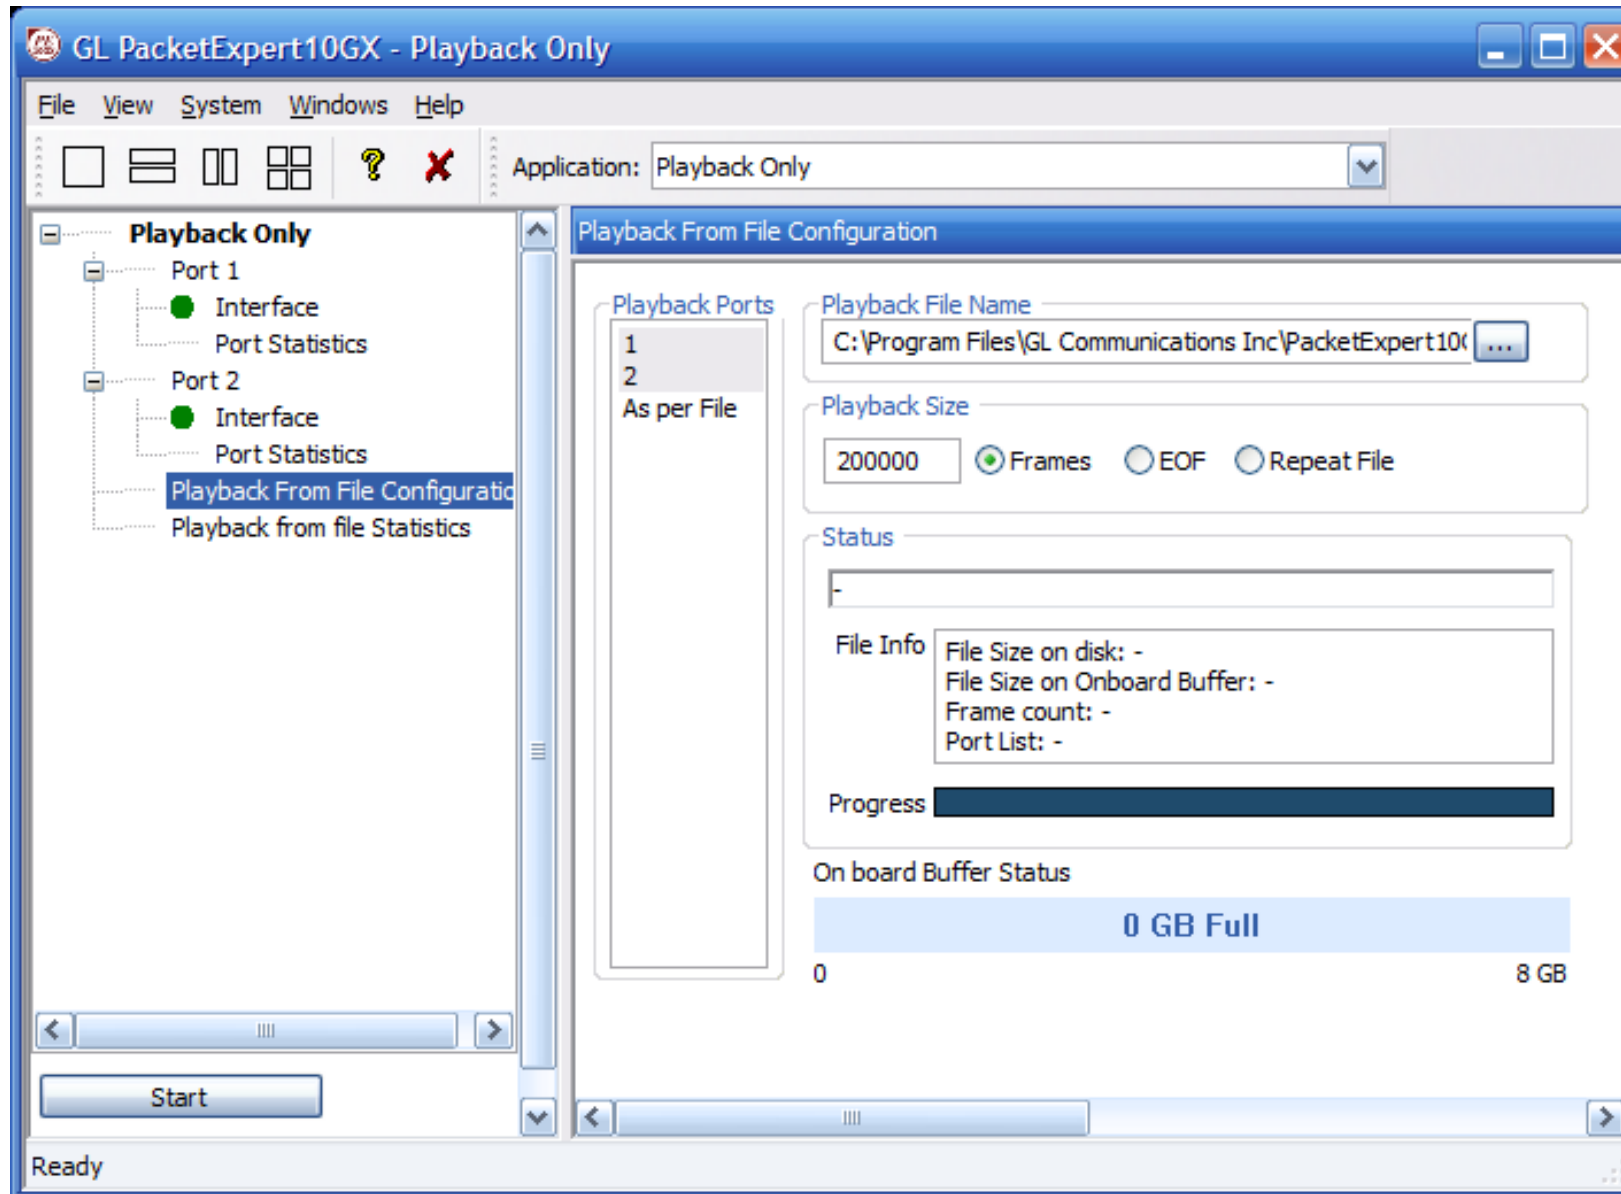 GL PacketExpert10GX - Playback Only
File View System Windows Help
Application: Playback Only
Playback Only
Port 1
Interface
Port Statistics
Port 2
Interface
Port Statistics
Playback From File Configuratio
Playback from file Statistics
Start
Playback From File Configuration
Playback Ports
1
2
As per File
Playback File Name
C:\Program Files\GL Communications Inc\PacketExpert10G ...
Playback Size
200000 Frames EOF Repeat File
Status
-
File Info
File Size on disk: -
File Size on Onboard Buffer: -
Frame count: -
Port List: -
Progress
On board Buffer Status
0 GB Full
0 8 GB
Ready